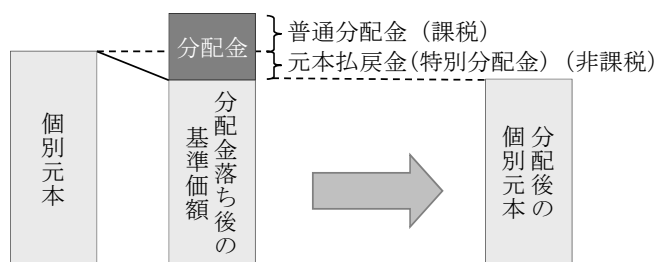 分配金
普通分配金（課税）
元本払戻金(特別分配金)（非課税）
個別元本
分配金落ち後の
基準価額
分配後の
個別元本